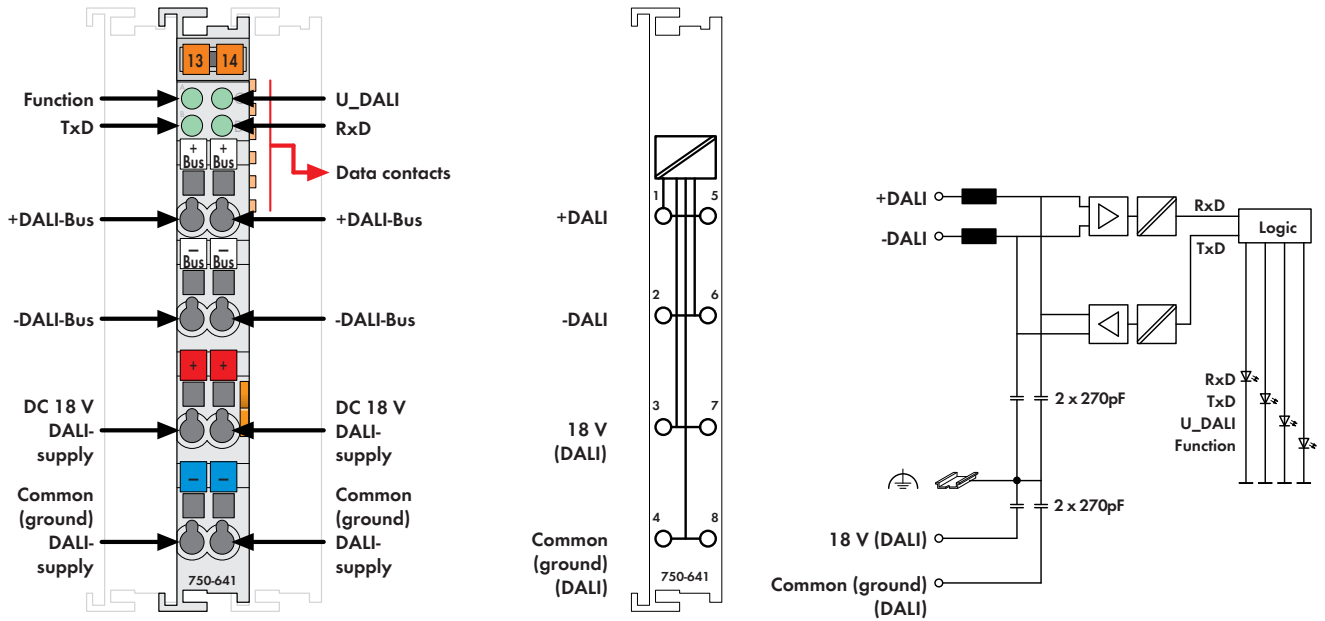 13 14
Function
TxD
U_DALI
RxD
Data contacts
+ +
Bus Bus
+DALI-Bus
+DALI-Bus
− −
Bus Bus
-DALI-Bus
-DALI-Bus
+ +
DC 18 V
DALI-
supply
DC 18 V
DALI-
supply
− −
Common
(ground)
DALI-
supply
Common
(ground)
DALI-
supply
750-641
1 5
+DALI
2 6
-DALI
3 7
18 V
(DALI)
4 8
Common
(ground)
(DALI)
750-641
+DALI
-DALI
RxD
TxD
Logic
2 x 270pF
RxD
TxD
U_DALI
Function
2 x 270pF
18 V (DALI)
Common (ground)
(DALI)